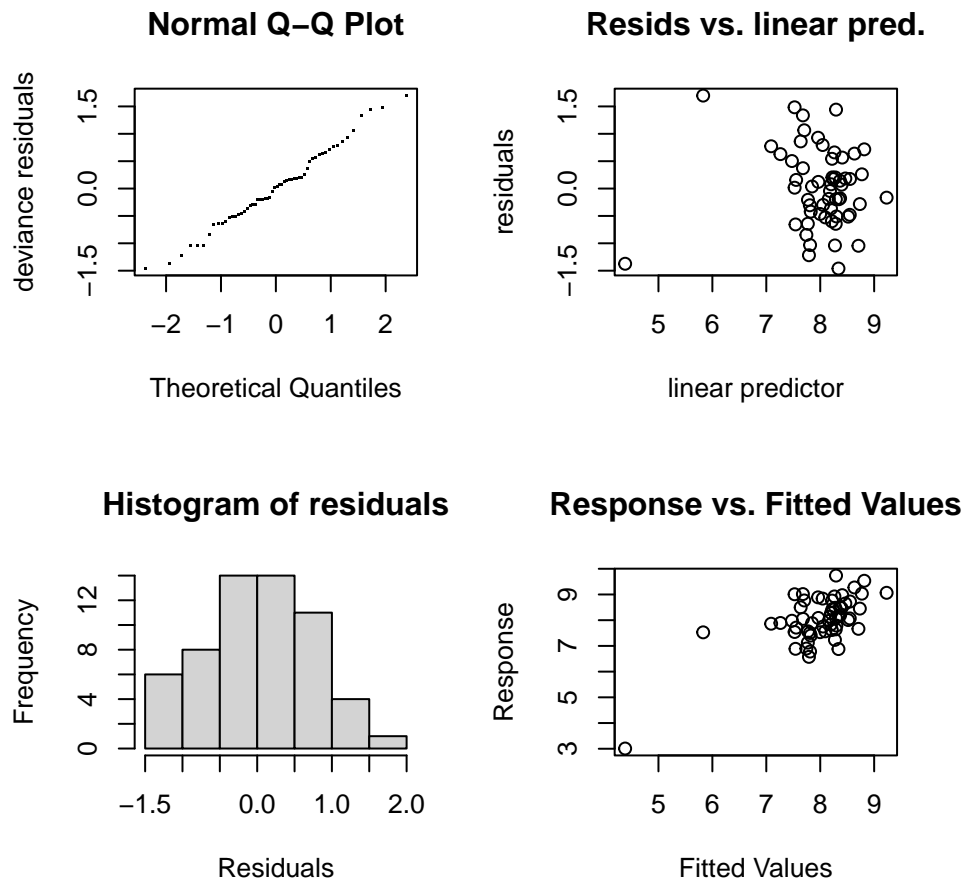 Normal Q−Q Plot
deviance residuals
1.5
0.0
−1.5
−2 −1 0 1 2
Theoretical Quantiles
Resids vs. linear pred.
residuals
1.5
0.0
−1.5
5 6 7 8 9
linear predictor
Histogram of residuals
Frequency
12
8
4
0
−1.5 0.0 1.0 2.0
Residuals
Response vs. Fitted Values
Response
9
7
5
3
5 6 7 8 9
Fitted Values